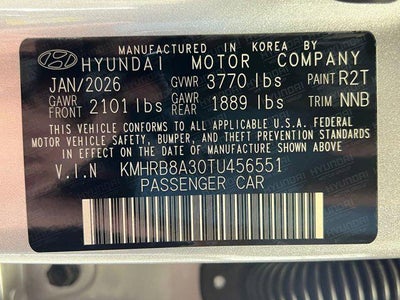 MANUFACTURED IN KOREA BY
HYUNDAI MOTOR COMPANY
JAN/2026 GVWR 3770 lbs PAINT R2T
GAWR FRONT 2101 lbs GAWR REAR 1889 lbs TRIM NNB
THIS VEHICLE CONFORMS TO ALL APPLICABLE U.S.A. FEDERAL
MOTOR VEHICLE SAFETY, BUMPER, AND THEFT PREVENTION
STANDARDS IN EFFECT ON THE DATE OF MANUFACTURE SHOWN ABOVE.
V.I.N KMHRB8A30TU456551
PASSENGER CAR